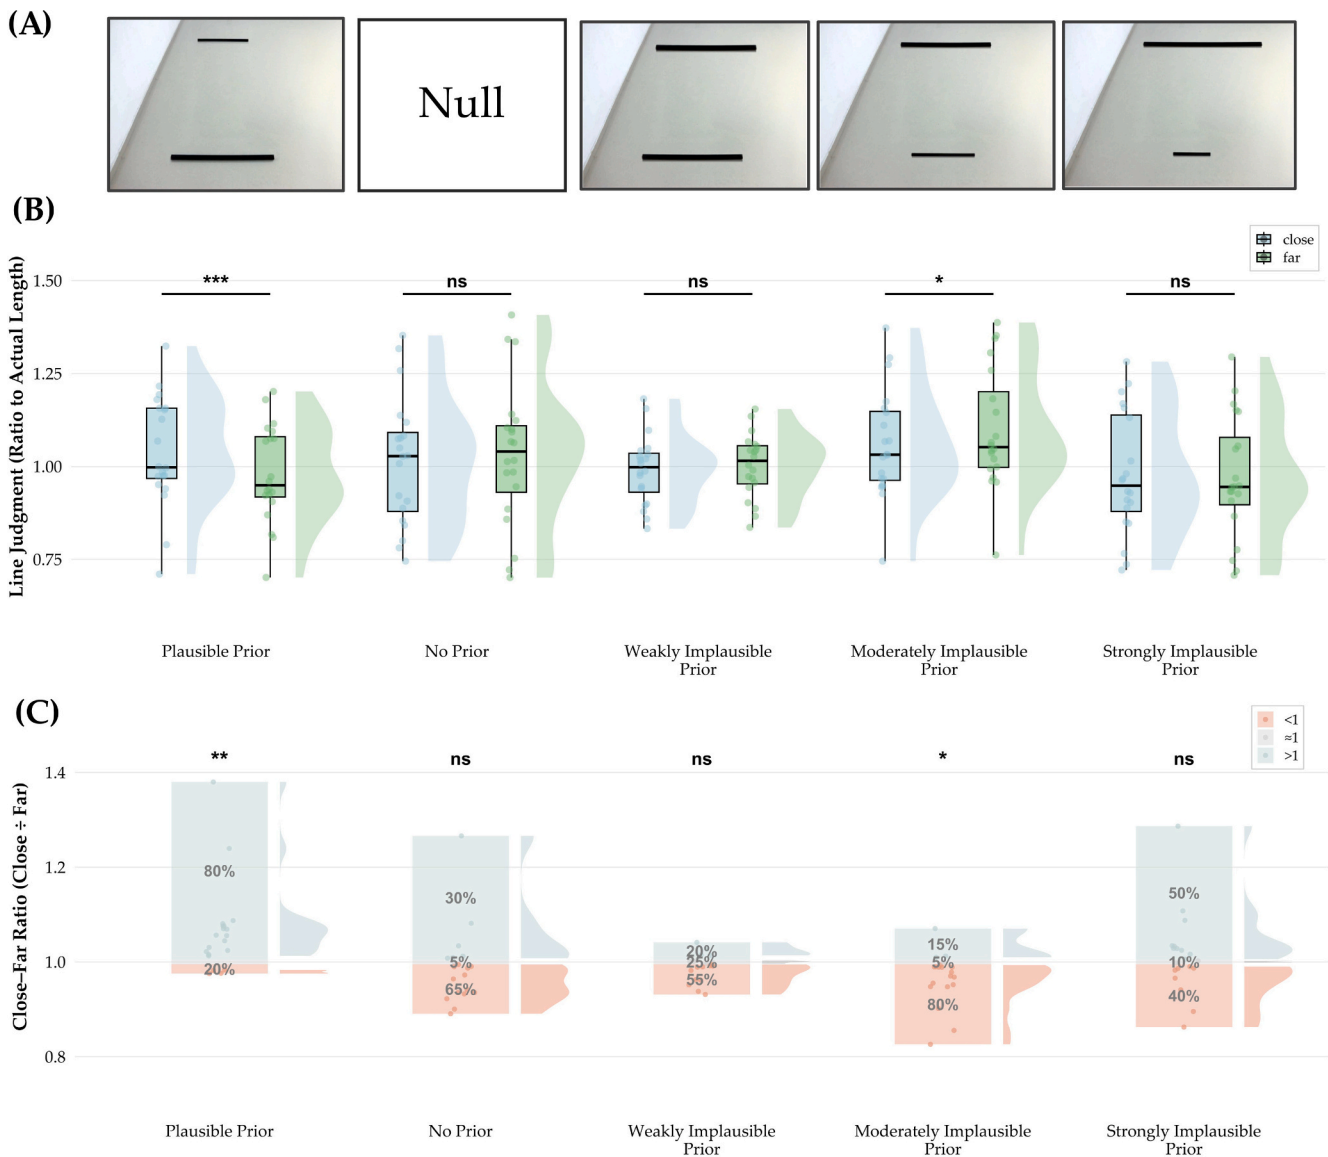 (A)
Null
(B)
close
far
Line Judgment (Ratio to Actual Length)
1.50
1.25
1.00
0.75
***
ns
ns
*
ns
Plausible Prior
No Prior
Weakly Implausible
Prior
Moderately Implausible
Prior
Strongly Implausible
Prior
(C)
<1
≈1
>1
Close–Far Ratio (Close ÷ Far)
1.4
1.2
1.0
0.8
**
ns
ns
*
ns
80%
20%
30%
5%
65%
20%
25%
55%
15%
5%
80%
50%
10%
40%
Plausible Prior
No Prior
Weakly Implausible
Prior
Moderately Implausible
Prior
Strongly Implausible
Prior